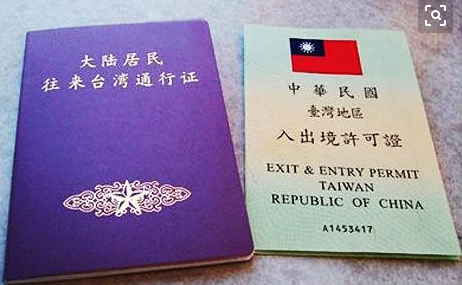 大陆居民
往来台湾通行证
中華民國
臺灣地區
入出境許可證
EXIT & ENTRY PERMIT
TAIWAN
REPUBLIC OF CHINA
A1453417